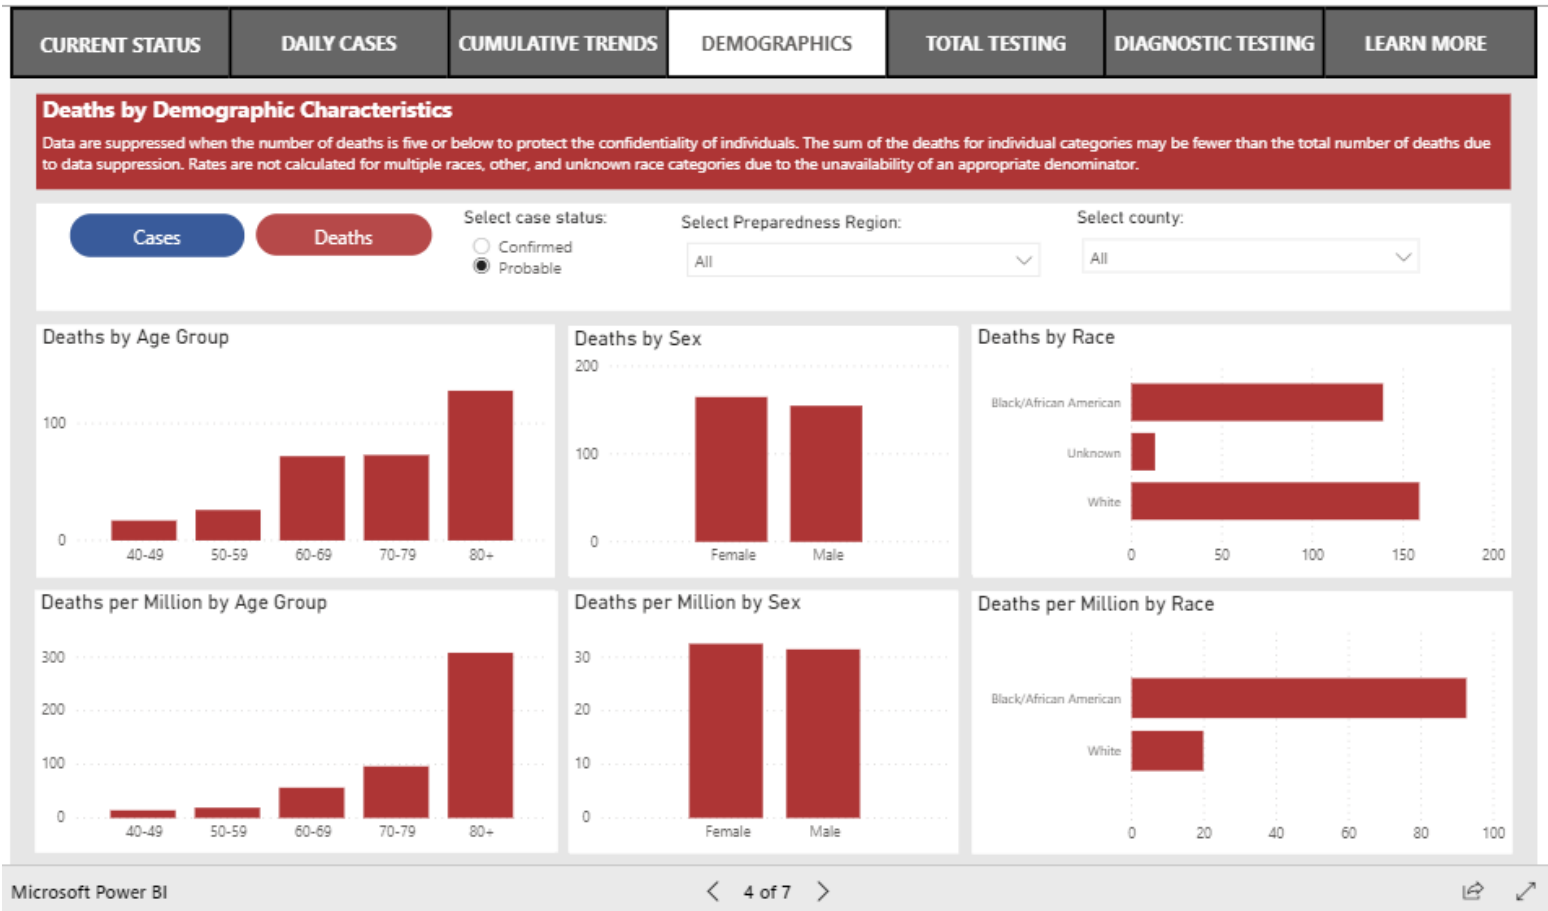 CURRENT STATUS
DAILY CASES
CUMULATIVE TRENDS
DEMOGRAPHICS
TOTAL TESTING
DIAGNOSTIC TESTING
LEARN MORE
Deaths by Demographic Characteristics
Data are suppressed when the number of deaths is five or below to protect the confidentiality of individuals. The sum of the deaths for individual categories may be fewer than the total number of deaths due
to data suppression. Rates are not calculated for multiple races, other, and unknown race categories due to the unavailability of an appropriate denominator.
Cases
Deaths
Select case status:
Confirmed
Probable
Select Preparedness Region:
All
Select county:
All
Deaths by Age Group
100
0
40-49 50-59 60-69 70-79 80+
Deaths by Sex
200
100
0
Female Male
Deaths by Race
Black/African American
Unknown
White
0 50 100 150 200
Deaths per Million by Age Group
300
200
100
0
40-49 50-59 60-69 70-79 80+
Deaths per Million by Sex
30
20
10
0
Female Male
Deaths per Million by Race
Black/African American
White
0 20 40 60 80 100
Microsoft Power BI
4 of 7